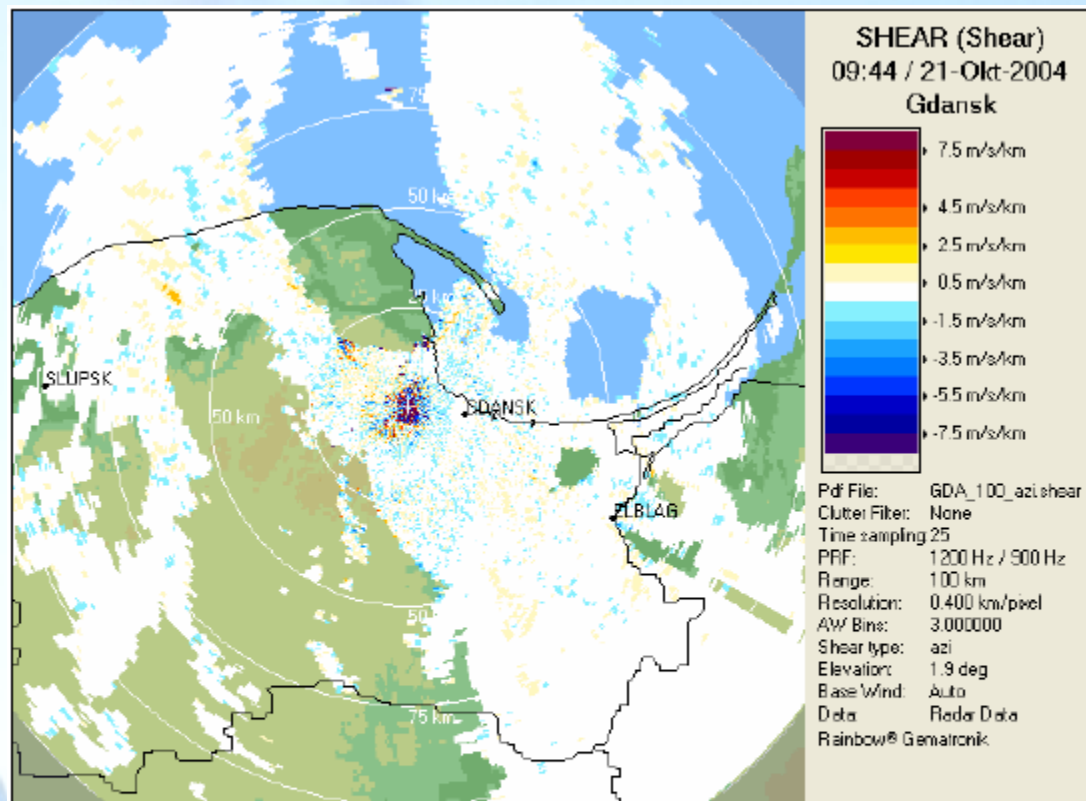 SHEAR (Shear)
09:44 / 21-Okt-2004
Gdansk
7.5 m/s/km
4.5 m/s/km
2.5 m/s/km
0.5 m/s/km
-1.5 m/s/km
-3.5 m/s/km
-5.5 m/s/km
-7.5 m/s/km
Pdf File: GDA_100_azi.shear
Clutter Filter: None
Time sampling 25
PRF: 1200 Hz / 900 Hz
Range: 100 km
Resolution: 0.400 km/pixel
AW Bins: 3.000000
Shear type: azi
Elevation: 1.9 deg
Base Wind: Auto
Data: Radar Data
Rainbow® Gematronik
75
50 km
25 km
SLUPSK
50 km
GDANSK
ELBLAG
50
75 km